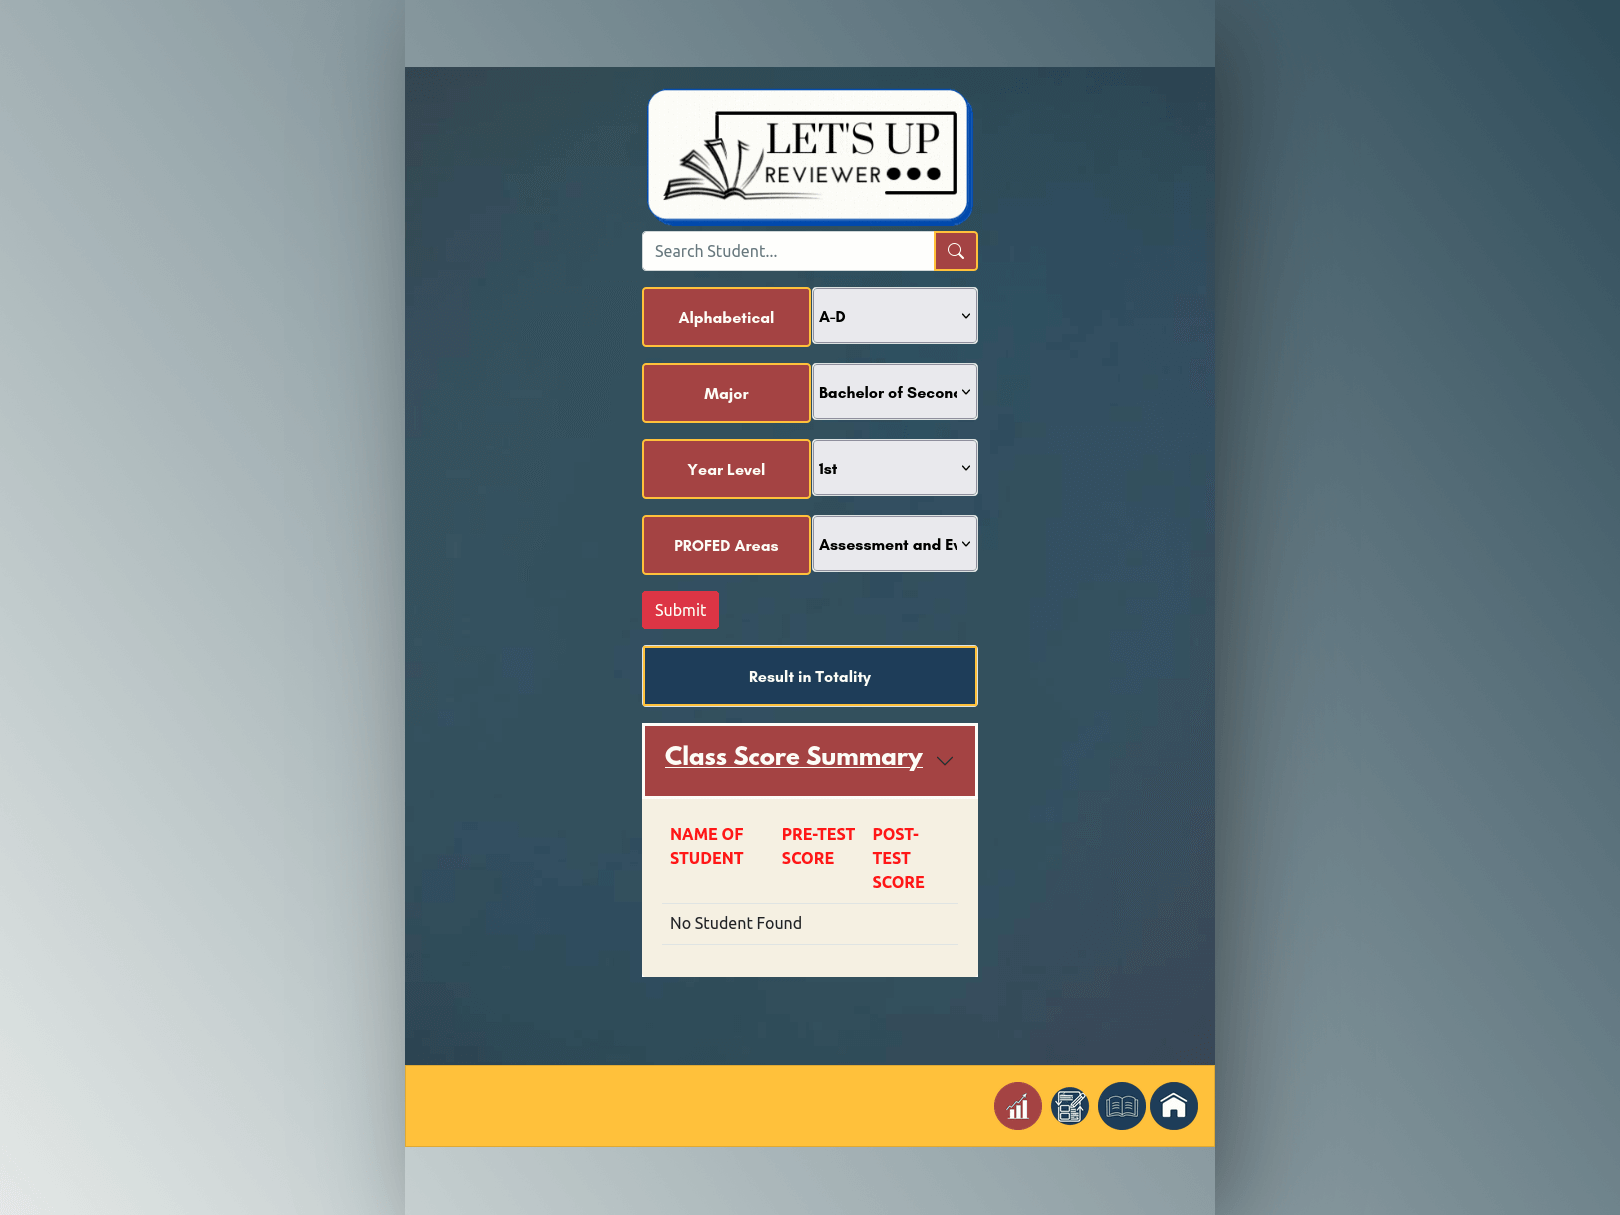 LET'S UP
REVIEWER
Search Student...
Alphabetical
A-D
Major
Bachelor of Second
Year Level
1st
PROFED Areas
Assessment and Ev
Submit
Result in Totality
Class Score Summary
NAME OF STUDENT
PRE-TEST SCORE
POST-TEST SCORE
No Student Found